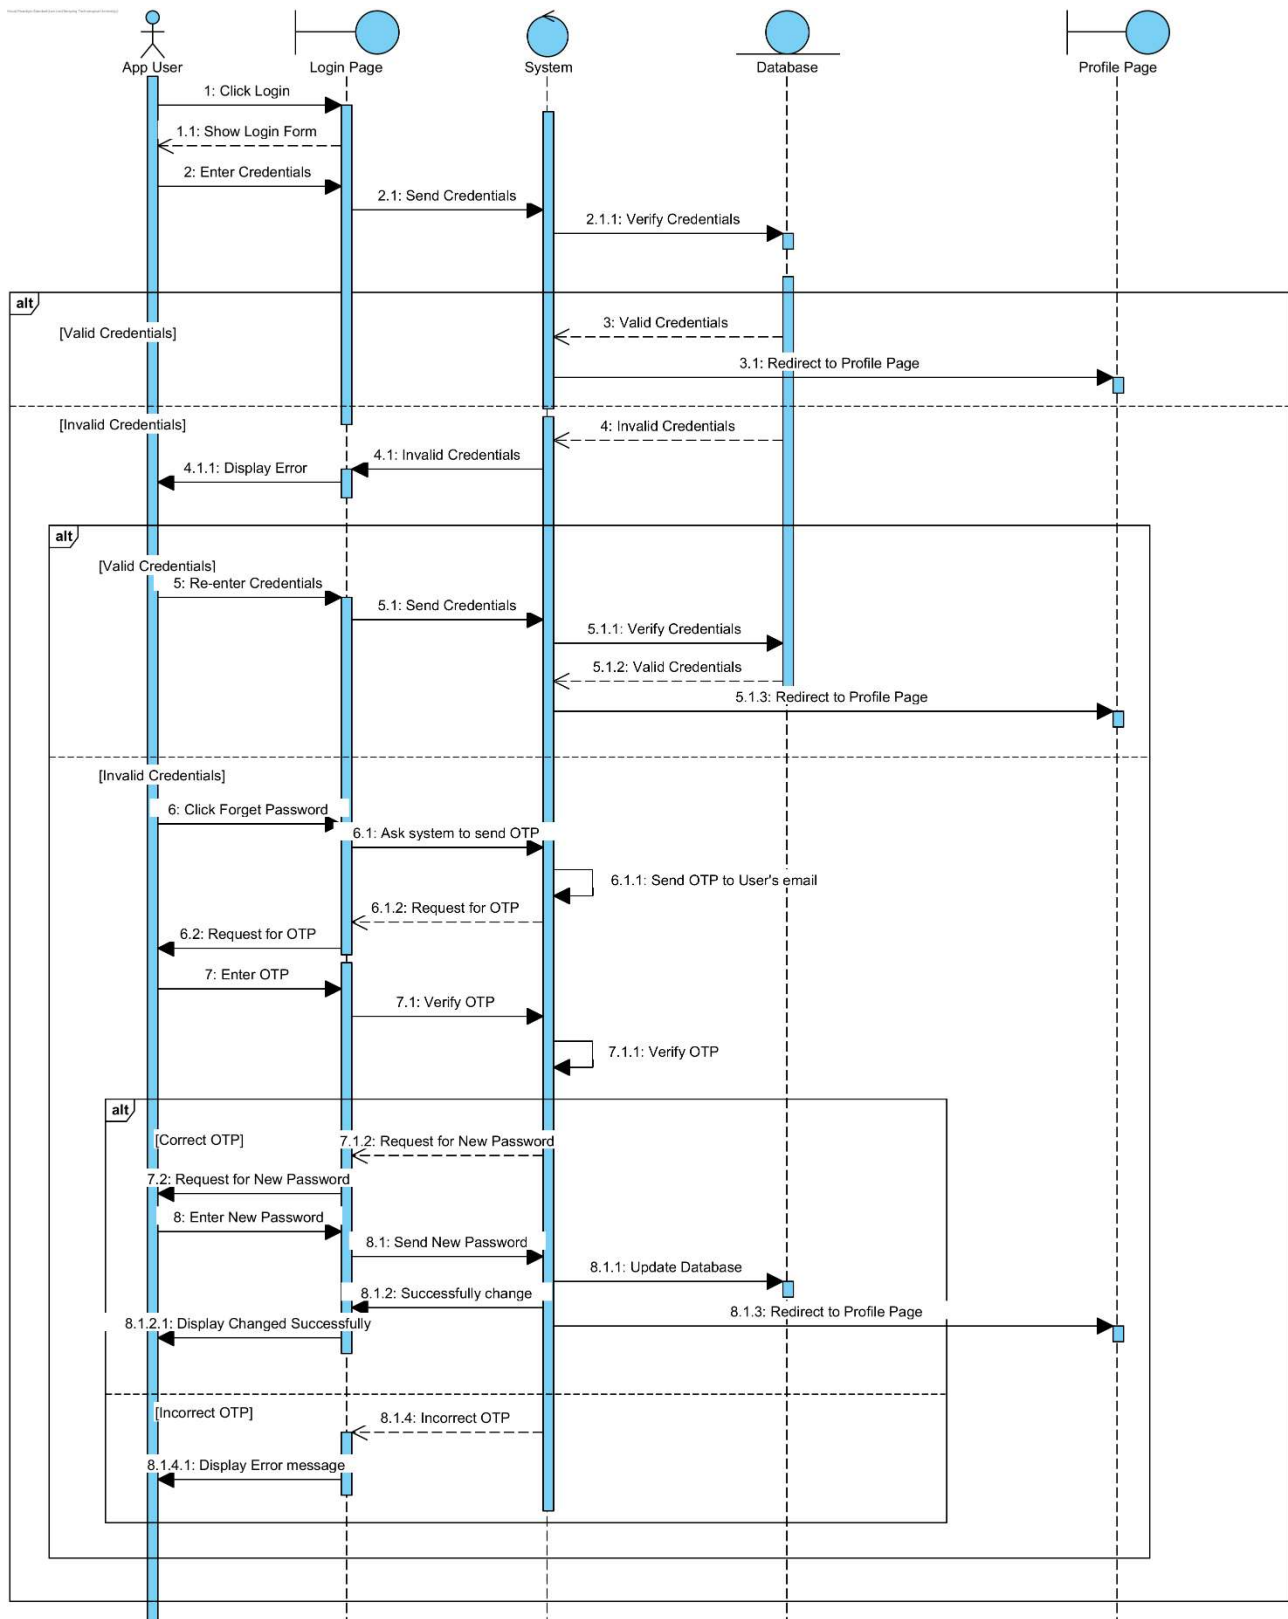 App User
Login Page
System
Database
Profile Page
1: Click Login
1.1: Show Login Form
2: Enter Credentials
2.1: Send Credentials
2.1.1: Verify Credentials
alt
[Valid Credentials]
3: Valid Credentials
3.1: Redirect to Profile Page
[Invalid Credentials]
4: Invalid Credentials
4.1: Invalid Credentials
4.1.1: Display Error
alt
[Valid Credentials]
5: Re-enter Credentials
5.1: Send Credentials
5.1.1: Verify Credentials
5.1.2: Valid Credentials
5.1.3: Redirect to Profile Page
[Invalid Credentials]
6: Click Forget Password
6.1: Ask system to send OTP
6.1.1: Send OTP to User's email
6.1.2: Request for OTP
6.2: Request for OTP
7: Enter OTP
7.1: Verify OTP
7.1.1: Verify OTP
alt
[Correct OTP]
7.1.2: Request for New Password
7.2: Request for New Password
8: Enter New Password
8.1: Send New Password
8.1.1: Update Database
8.1.2: Successfully change
8.1.3: Redirect to Profile Page
8.1.2.1: Display Changed Successfully
[Incorrect OTP]
8.1.4: Incorrect OTP
8.1.4.1: Display Error message